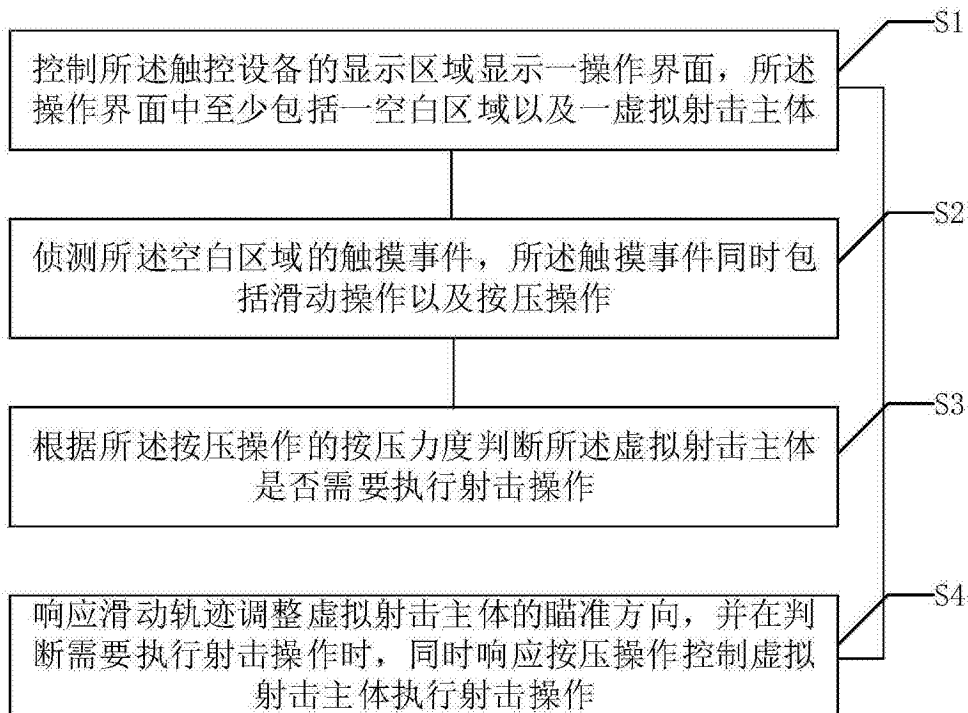 S1
控制所述触控设备的显示区域显示一操作界面，所述
操作界面中至少包括一空白区域以及一虚拟射击主体
S2
侦测所述空白区域的触摸事件，所述触摸事件同时包
括滑动操作以及按压操作
S3
根据所述按压操作的按压力度判断所述虚拟射击主体
是否需要执行射击操作
S4
响应滑动轨迹调整虚拟射击主体的瞄准方向，并在判
断需要执行射击操作时，同时响应按压操作控制虚拟
射击主体执行射击操作